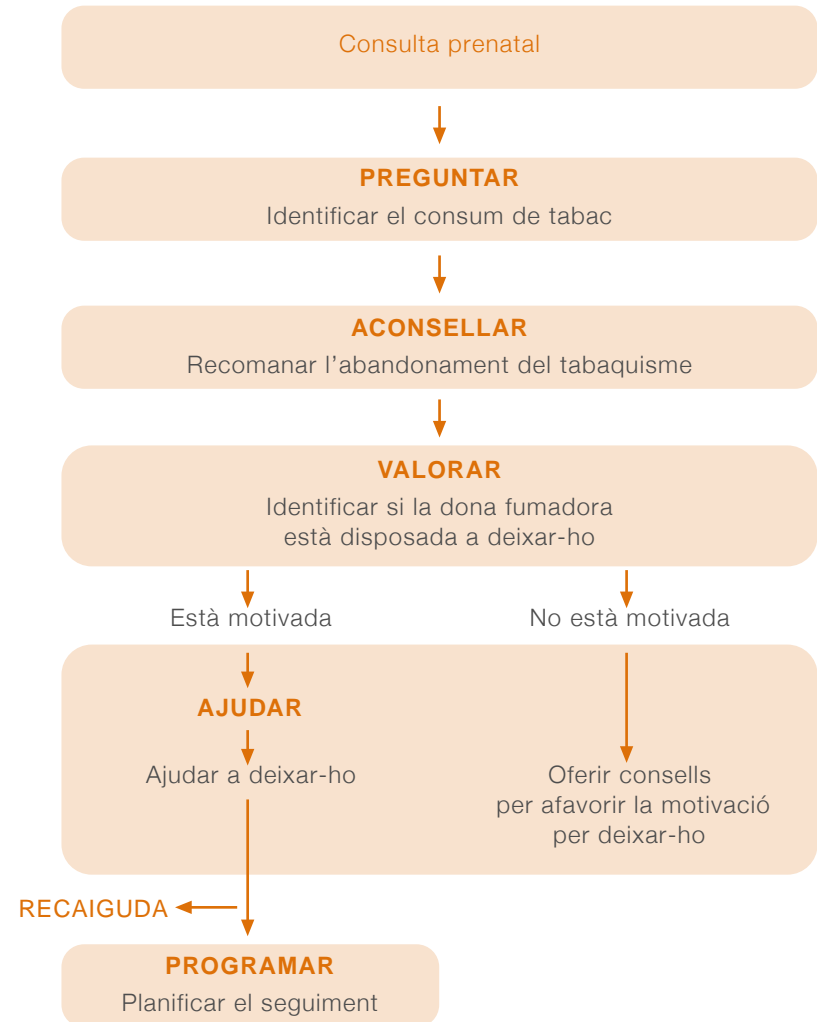 Consulta prenatal
PREGUNTAR
Identificar el consum de tabac
ACONSELLAR
Recomanar l’abandonament del tabaquisme
VALORAR
Identificar si la dona fumadora
està disposada a deixar-ho
Està motivada
No està motivada
AJUDAR
Ajudar a deixar-ho
Oferir consells
per afavorir la motivació
per deixar-ho
RECAIGUDA
PROGRAMAR
Planificar el seguiment